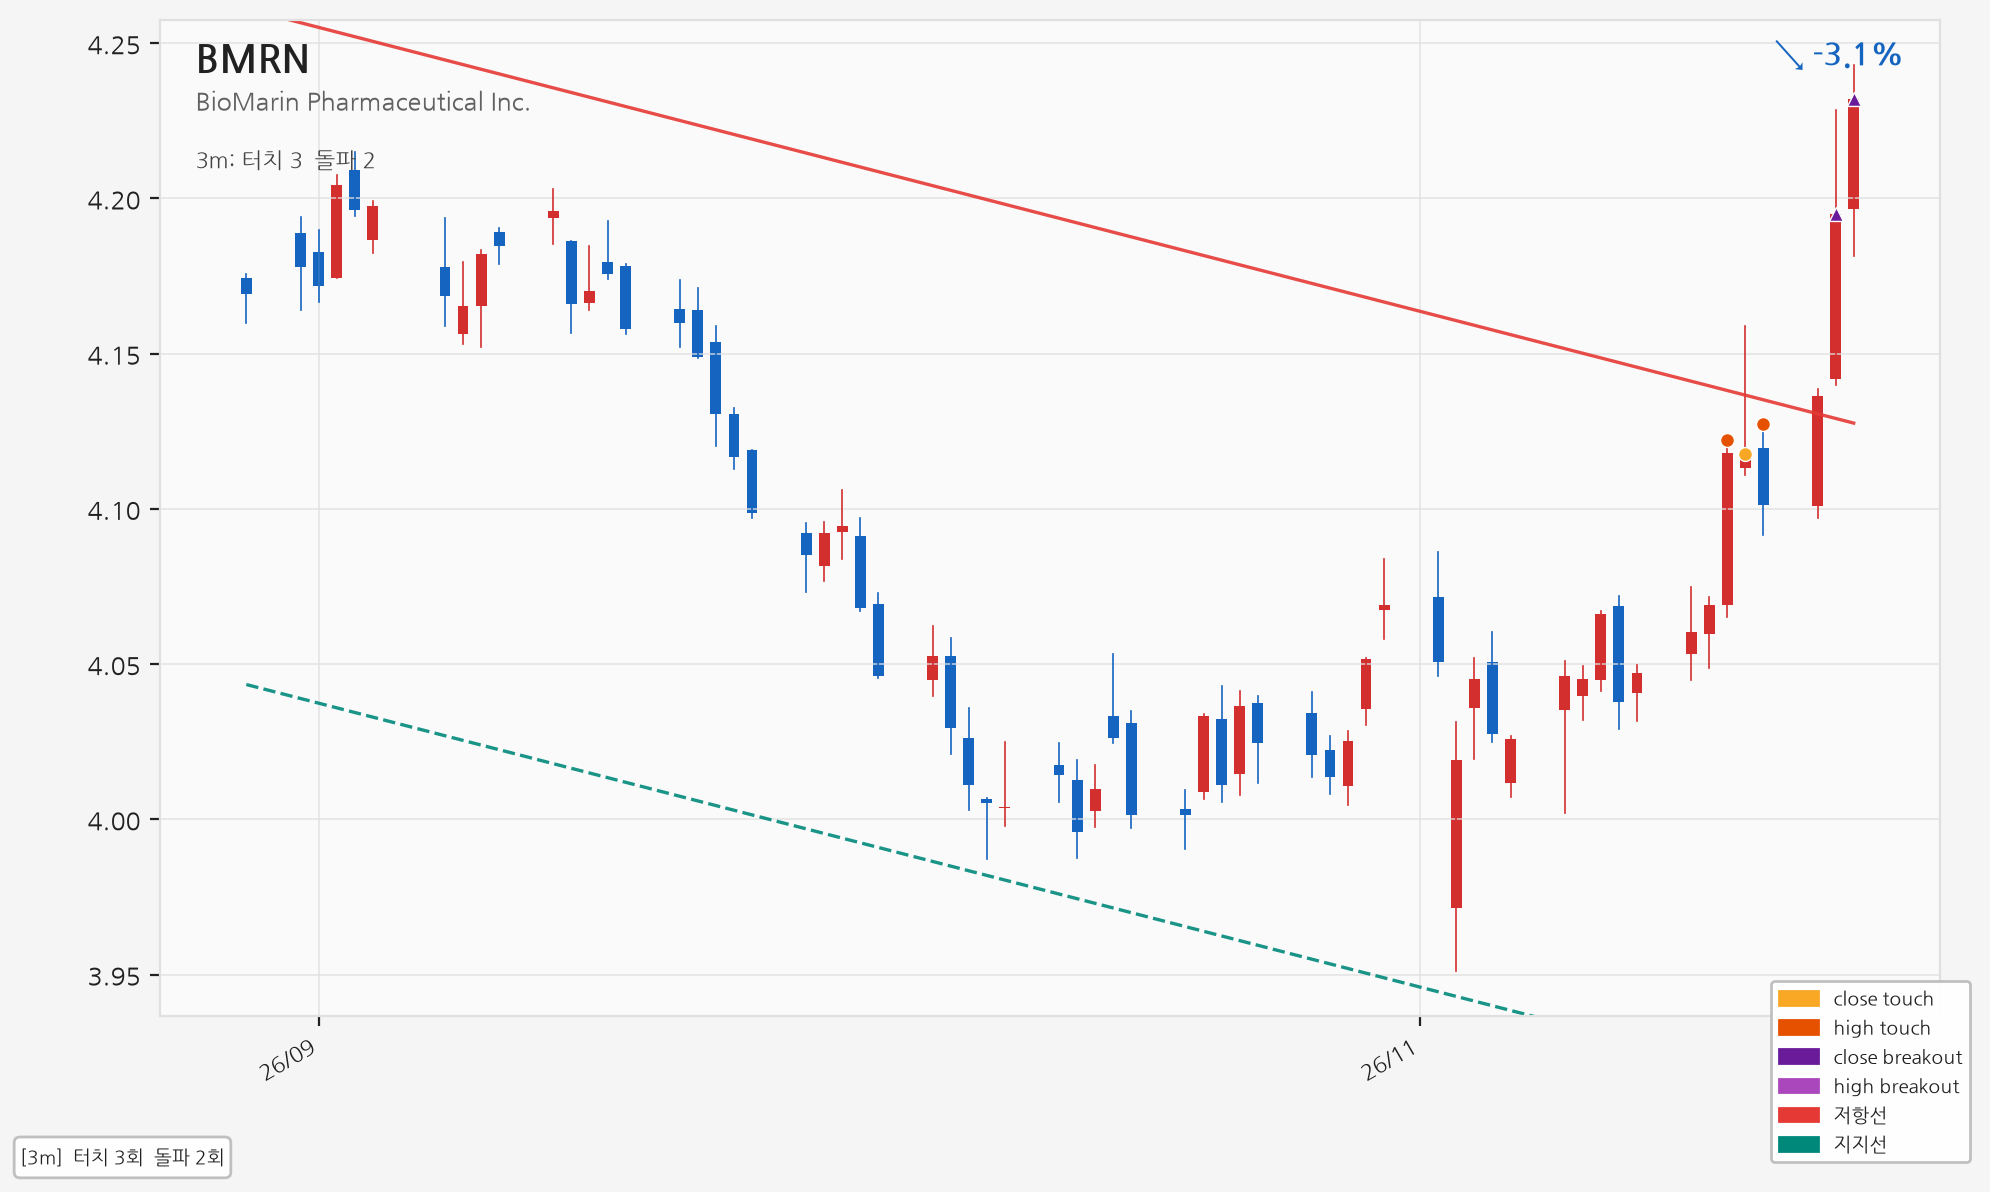 BMRN
BioMarin Pharmaceutical Inc.
3m: 터치 3  돌파 2
↘ -3.1%
4.25
4.20
4.15
4.10
4.05
4.00
3.95
26/09
26/11
close touch
high touch
close breakout
high breakout
저항선
지지선
[3m]  터치 3회  돌파 2회